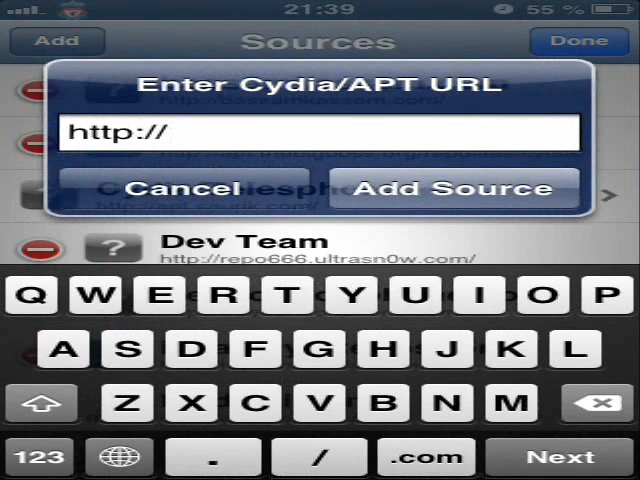 21:39 55 %
Add Sources Done
Enter Cydia/APT URL
http://
Cancel Add Source
Dev Team
http://repo666.ultrasn0w.com/
Q W E R T Y U I O P
A S D F G H J K L
Z X C V B N M
123 . / .com Next